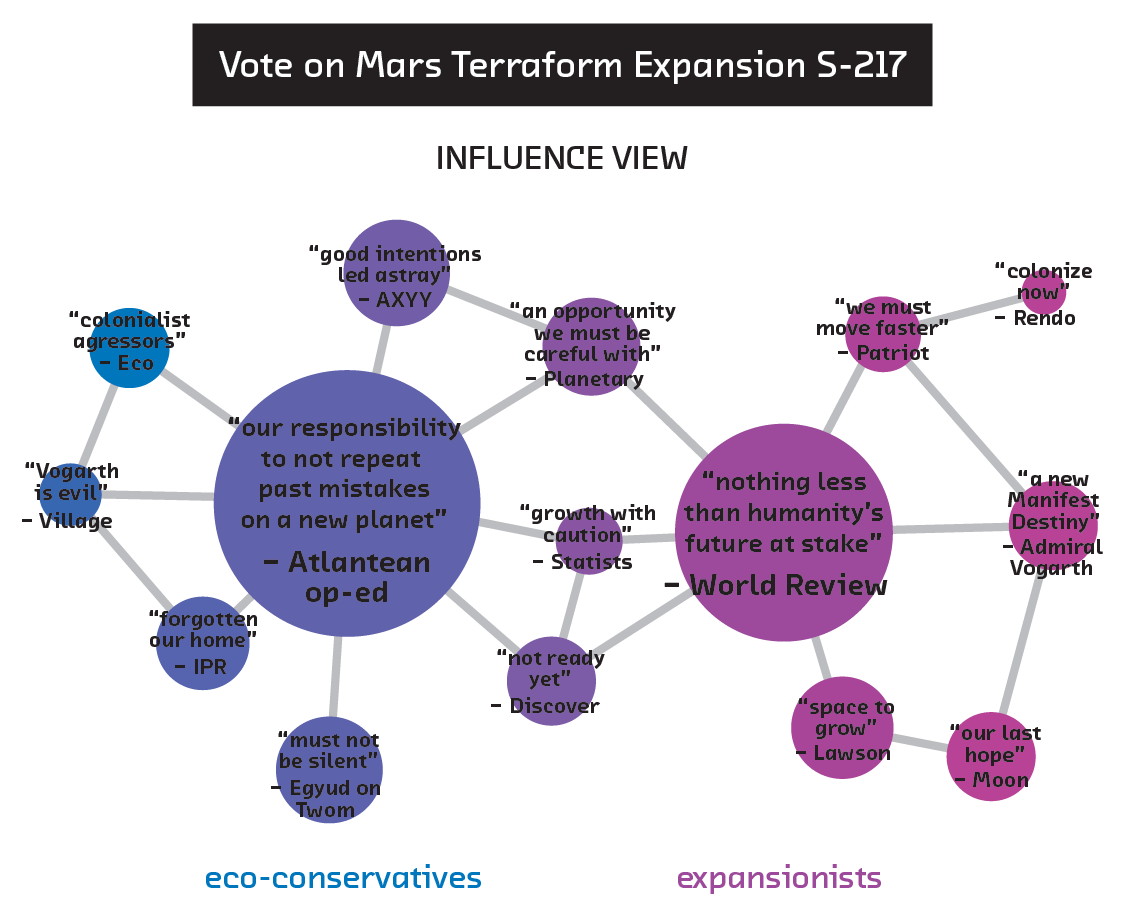 Vote on Mars Terraform Expansion S-217
INFLUENCE VIEW
“good intentions
led astray”
– AXYY
“colonialist
agressors”
– Eco
“an opportunity
we must be
careful with”
– Planetary
“we must
move faster”
– Patriot
“colonize
now”
– Rendo
“Vogarth
is evil”
– Village
“our responsibility
to not repeat
past mistakes
on a new planet”
– Atlantean
op-ed
“growth with
caution”
– Statists
“nothing less
than humanity’s
future at stake”
– World Review
“a new
Manifest
Destiny”
– Admiral
Vogarth
“forgotten
our home”
– IPR
“not ready
yet”
– Discover
“must not
be silent”
– Egyud on
Twom
“space to
grow”
– Lawson
“our last
hope”
– Moon
eco-conservatives
expansionists